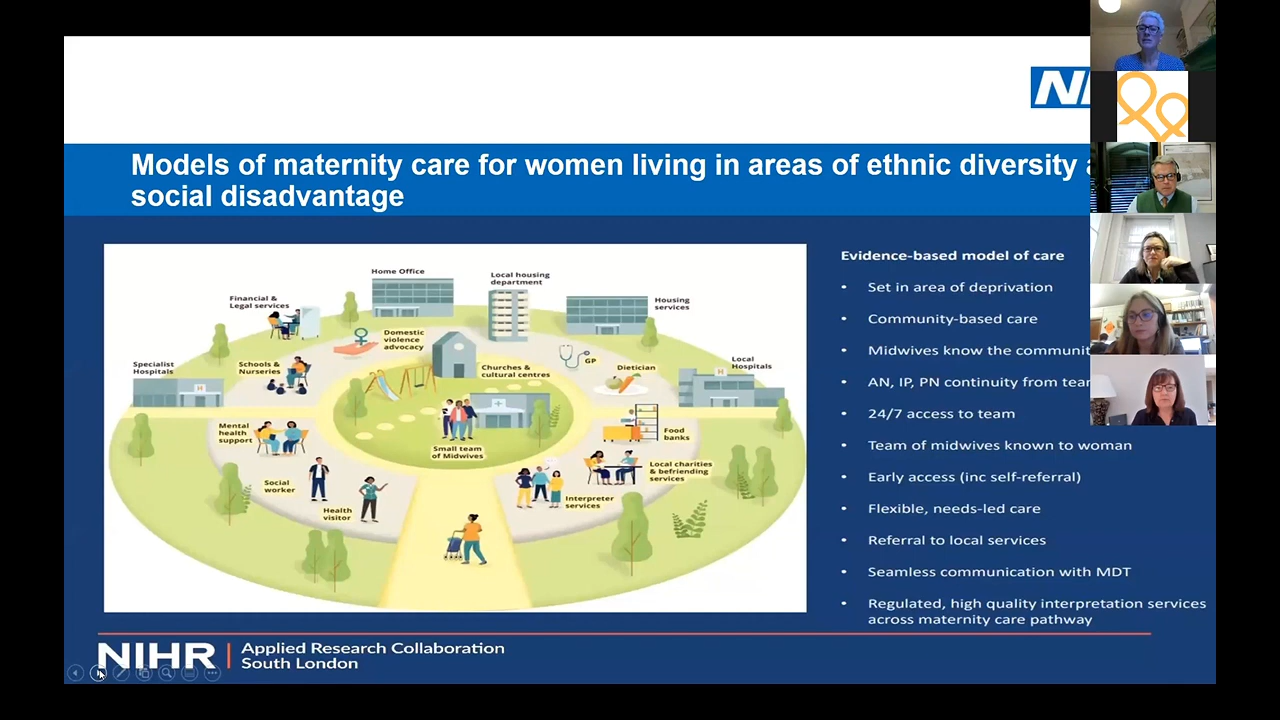 Models of maternity care for women living in areas of ethnic diversity
social disadvantage
Home Office
Local housing
department
Financial &
Legal services
Housing
services
Domestic
violence
advocacy
GP
Specialist
Hospitals
Schools &
Nurseries
Churches &
cultural centres
Dietician
Local
Hospitals
H
H
Mental
health
support
Food
banks
Small team
of Midwives
Local charities
& befriending
services
Social
worker
Interpreter
services
Health
visitor
Evidence-based model of care
• Set in area of deprivation
• Community-based care
• Midwives know the
• AN, IP, PN continuity from
• 24/7 access to team
• Team of midwives known to woman
• Early access (inc self-referral)
• Flexible, needs-led care
• Referral to local services
• Seamless communication with MDT
• Regulated, high quality interpretation services
across maternity care pathway
NIHR | Applied Research Collaboration
South London